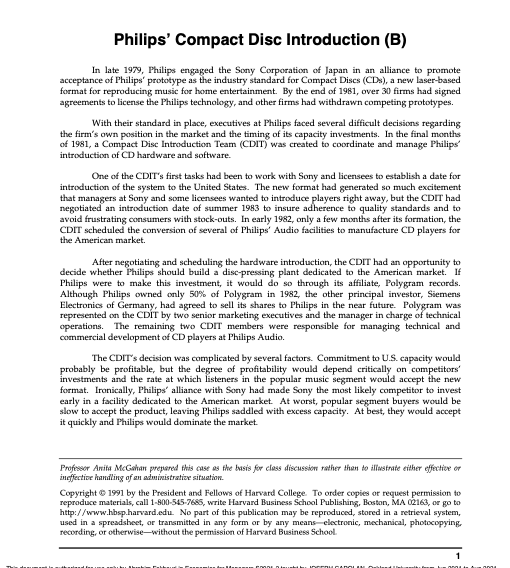 Philips' Compact Disc Introduction (B)
In late 1979, Philips engaged the Sony Corporation of Japan in an alliance to promote
acceptance of Philips' prototype as the industry standard for Compact Discs (CDs), a new laser-based
format for reproducing music for home entertainment. By the end of 1981, over 30 firms had signed
agreements to license the Philips technology, and other firms had withdrawn competing prototypes.
With their standard in place, executives at Philips faced several difficult decisions regarding
the firm's own position in the market and the timing of its capacity investments. In the final months
of 1981, a Compact Disc Introduction Team (CDIT) was created to coordinate and manage Philips'
introduction of CD hardware and software.
One of the CDIT's first tasks had been to work with Sony and licensees to establish a date for
introduction of the system to the United States. The new format had generated so much excitement
that managers at Sony and some licensees wanted to introduce players right away, but the CDIT had
negotiated an introduction date of summer 1983 to insure adherence to quality standards and to
avoid frustrating consumers with stock-outs. In early 1982, only a few months after its formation, the
CDIT scheduled the conversion of several of Philips' Audio facilities to manufacture CD players for
the American market.
After negotiating and scheduling the hardware introduction, the CDIT had an opportunity to
decide whether Philips should build a disc-pressing plant dedicated to the American market. If
Philips were to make this investment, it would do so through its affiliate, Polygram records.
Although Philips owned only 50% of Polygram in 1982, the other principal investor, Siemens
Electronics of Germany, had agreed to sell its shares to Philips in the near future. Polygram was
represented on the CDIT by two senior marketing executives and the manager in charge of technical
operations. The remaining two CDIT members were responsible for managing technical and
commercial development of CD players at Philips Audio.
The CDIT's decision was complicated by several factors. Commitment to U.S. capacity would
probably be profitable, but the degree of profitability would depend critically on competitors'
investments and the rate at which listeners in the popular music segment would accept the new
format. Ironically, Philips' alliance with Sony had made Sony the most likely competitor to invest
early in a facility dedicated to the American market. At worst, popular segment buyers would be
slow to accept the product, leaving Philips saddled with excess capacity. At best, they would accept
it quickly and Philips would dominate the market.
Professor Anita McGahan prepared this case as the basis for class discussion rather than to illustrate either effective or
ineffective handling of an administrative situation.
Copyright © 1991 by the President and Fellows of Harvard College. To order copies or request permission to
reproduce materials, call 1-800-545-7685, write Harvard Business School Publishing, Boston, MA 02163, or go to
http://www.hbsp.harvard.edu. No part of this publication may be reproduced, stored in a retrieval system,
used in a spreadsheet, or transmitted in any form or by any means—electronic, mechanical, photocopying,
recording, or otherwise—without the permission of Harvard Business School.
1